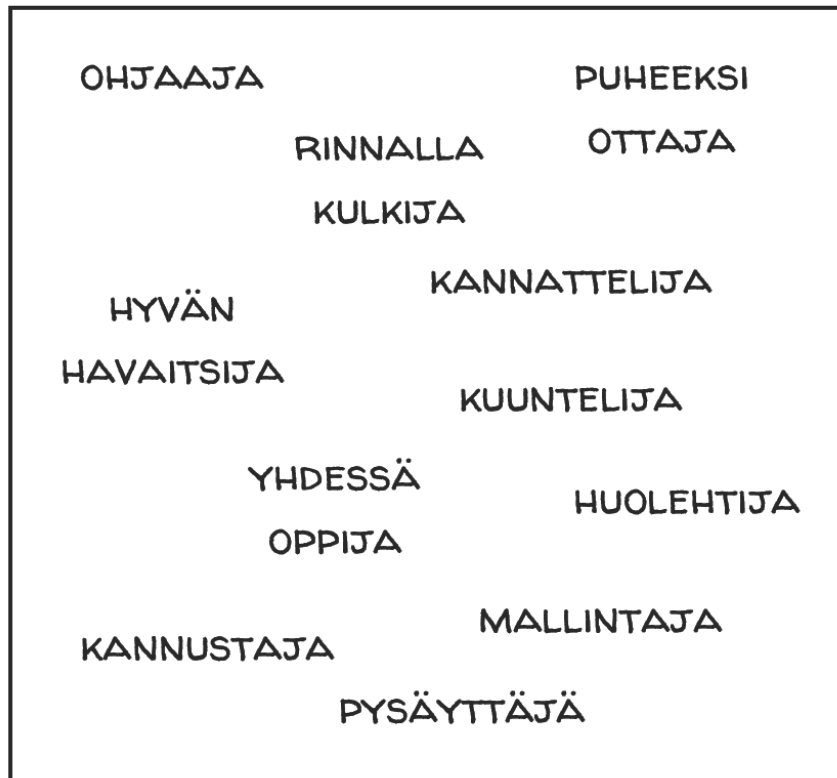 OHJAAJA
PUHEEKSI
OTTAJA
RINNALLA
KULKIJA
KANNATTELIJA
HYVÄN
HAVAITSIJA
KUUNTELIJA
YHDESSÄ
OPPIJA
HUOLEHTIJA
MALLINTAJA
KANNUSTAJA
PYSÄYTTÄJÄ